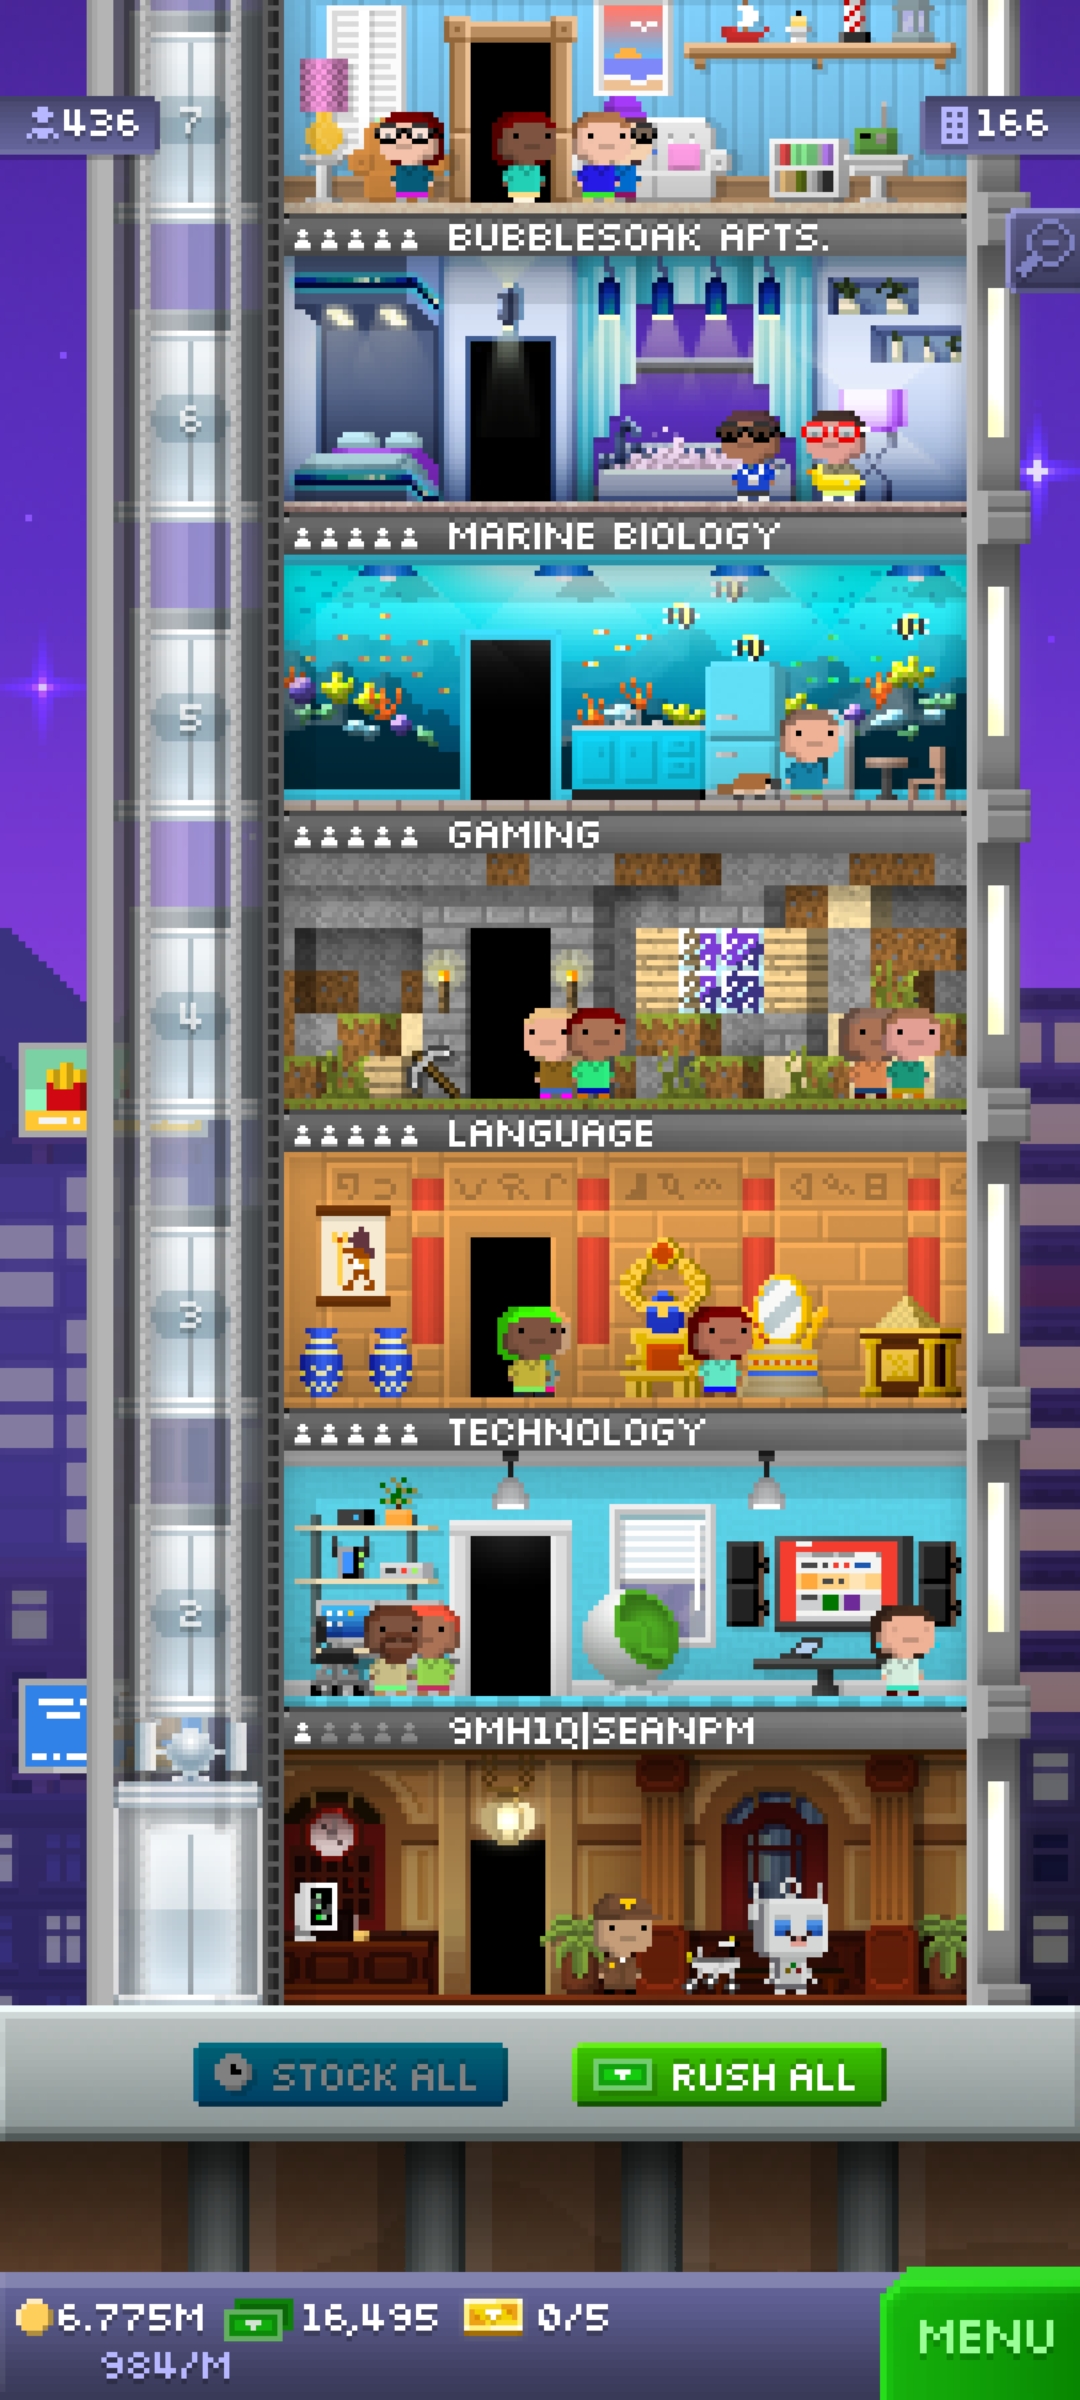 436
7
166
BUBBLESOAK APTS.
6
MARINE BIOLOGY
5
GAMING
4
LANGUAGE
3
TECHNOLOGY
2
9MH1Q|SEANPM
STOCK ALL
RUSH ALL
6.775M
16,495
0/5
984/M
MENU